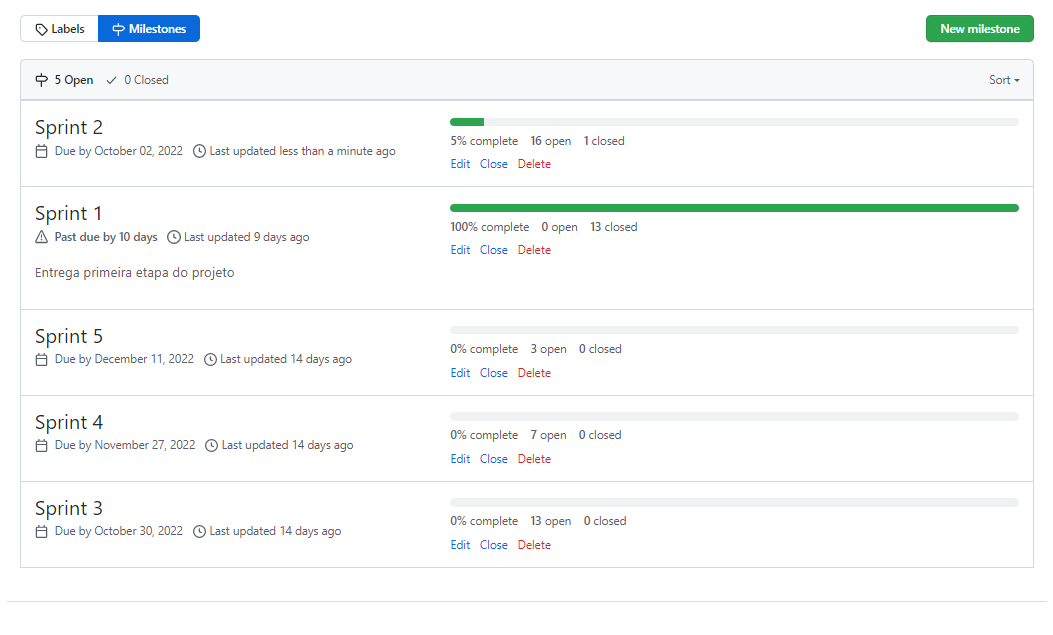 Labels Milestones New milestone
5 Open 0 Closed Sort
Sprint 2
Due by October 02, 2022 Last updated less than a minute ago
5% complete 16 open 1 closed
Edit Close Delete
Sprint 1
Past due by 10 days Last updated 9 days ago
Entrega primeira etapa do projeto
100% complete 0 open 13 closed
Edit Close Delete
Sprint 5
Due by December 11, 2022 Last updated 14 days ago
0% complete 3 open 0 closed
Edit Close Delete
Sprint 4
Due by November 27, 2022 Last updated 14 days ago
0% complete 7 open 0 closed
Edit Close Delete
Sprint 3
Due by October 30, 2022 Last updated 14 days ago
0% complete 13 open 0 closed
Edit Close Delete